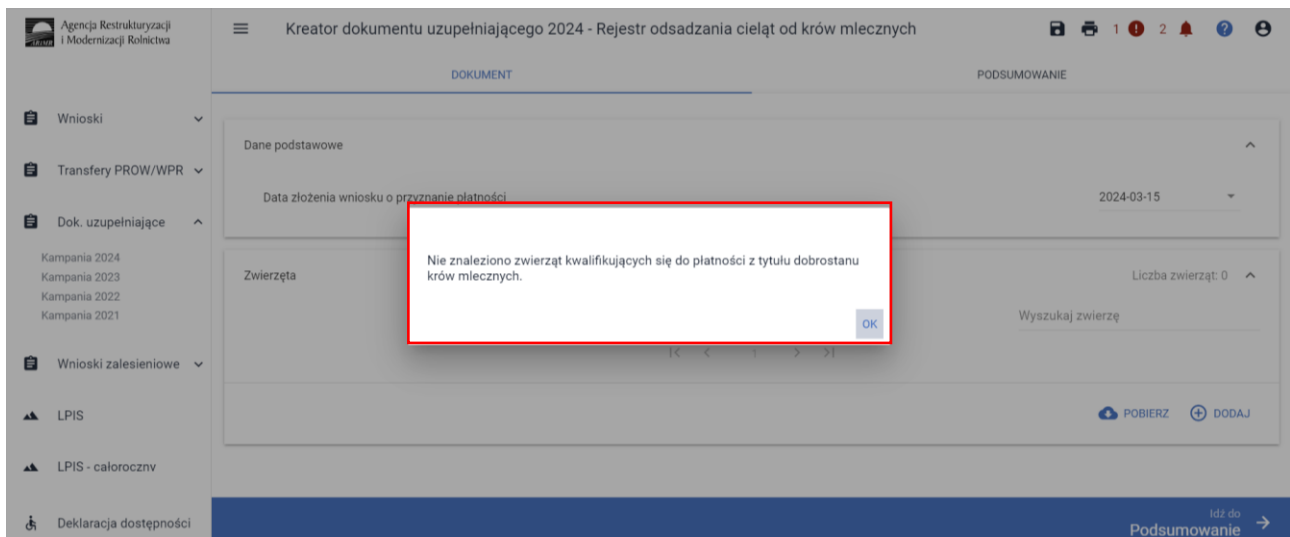 Agencja Restrukturyzacji
i Modernizacji Rolnictwa
ARiMR
Kreator dokumentu uzupełniającego 2024 - Rejestr odsadzania cieląt od krów mlecznych
1
2
DOKUMENT
PODSUMOWANIE
Wnioski
Transfery PROW/WPR
Dok. uzupełniające
Kampania 2024
Kampania 2023
Kampania 2022
Kampania 2021
Wnioski zalesieniowe
LPIS
LPIS - całoroczny
Deklaracja dostępności
Dane podstawowe
Data złożenia wniosku o przyznanie płatności
2024-03-15
Nie znaleziono zwierząt kwalifikujących się do płatności z tytułu dobrostanu
krów mlecznych.
OK
Zwierzęta
Liczba zwierząt: 0
Wyszukaj zwierzę
1
POBIERZ
DODAJ
Idź do
Podsumowanie